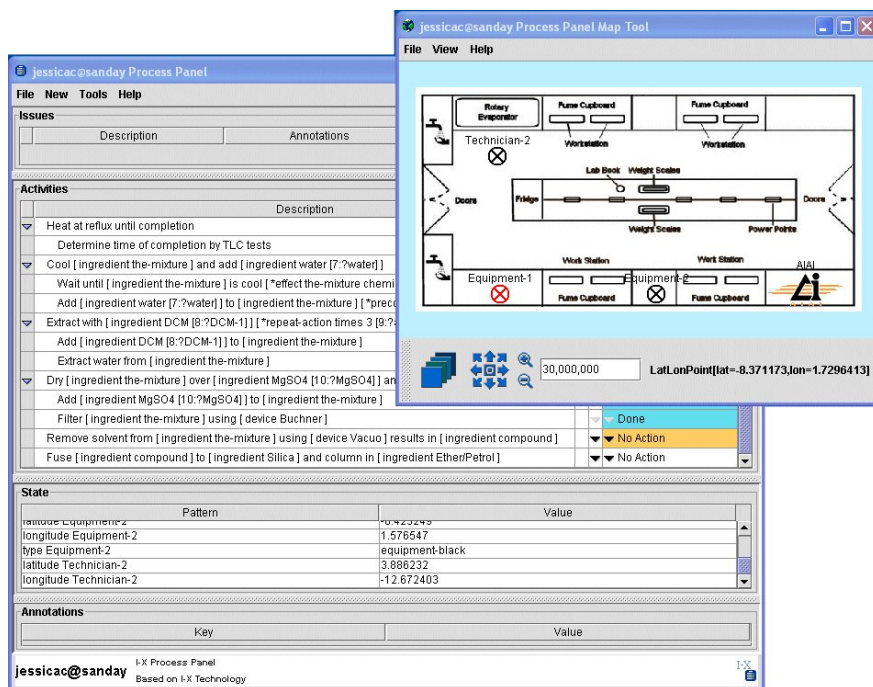 jessicac@sanday Process Panel Map Tool
File View Help
Rotary Evaporator
Fume Cupboard
Fume Cupboard
Technician-2
Workstation
Workstation
Lab Book Weight Scales
Doors
Fridge
Doors
Weight Scales
Power Points
Work Station
Work Station
Equipment-1
Equipment-2
Fume Cupboard
Fume Cupboard
AIAI
30,000,000
LatLonPoint[lat=-8.371173,lon=1.7296413]
jessicac@sanday Process Panel
File New Tools Help
Issues
Description Annotations
Activities
Description
Heat at reflux until completion
Determine time of completion by TLC tests
Cool [ ingredient the-mixture ] and add [ ingredient water [7:?water] ]
Wait until [ ingredient the-mixture ] is cool [ *effect the-mixture chemi
Add [ ingredient water [7:?water] ] to [ ingredient the-mixture ] [ *prec
Extract with [ ingredient DCM [8:?DCM-1] ] [ *repeat-action times 3 [9:?
Add [ ingredient DCM [8:?DCM-1] ] to [ ingredient the-mixture ]
Extract water from [ ingredient the-mixture ]
Dry [ ingredient the-mixture ] over [ ingredient MgSO4 [10:?MgSO4] ] an
Add [ ingredient MgSO4 [10:?MgSO4] ] to [ ingredient the-mixture ]
Filter [ ingredient the-mixture ] using [ device Buchner ] Done
Remove solvent from [ ingredient the-mixture ] using [ device Vacuo ] results in [ ingredient compound ] No Action
Fuse [ ingredient compound ] to [ ingredient Silica ] and column in [ ingredient Ether/Petrol ] No Action
State
Pattern Value
latitude Equipment-2
longitude Equipment-2 1.576547
type Equipment-2 equipment-black
latitude Technician-2 3.886232
longitude Technician-2 -12.672403
Annotations
Key Value
jessicac@sanday
I-X Process Panel
Based on I-X Technology
I-X